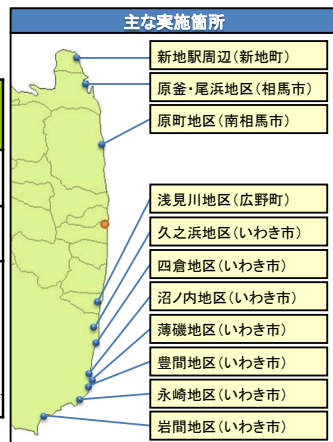 主な実施箇所
新地駅周辺(新地町)
原釜・尾浜地区(相馬市)
原町地区(南相馬市)
浅見川地区(広野町)
久之浜地区(いわき市)
四倉地区(いわき市)
沼ノ内地区(いわき市)
薄磯地区(いわき市)
豊間地区(いわき市)
永崎地区(いわき市)
岩間地区(いわき市)